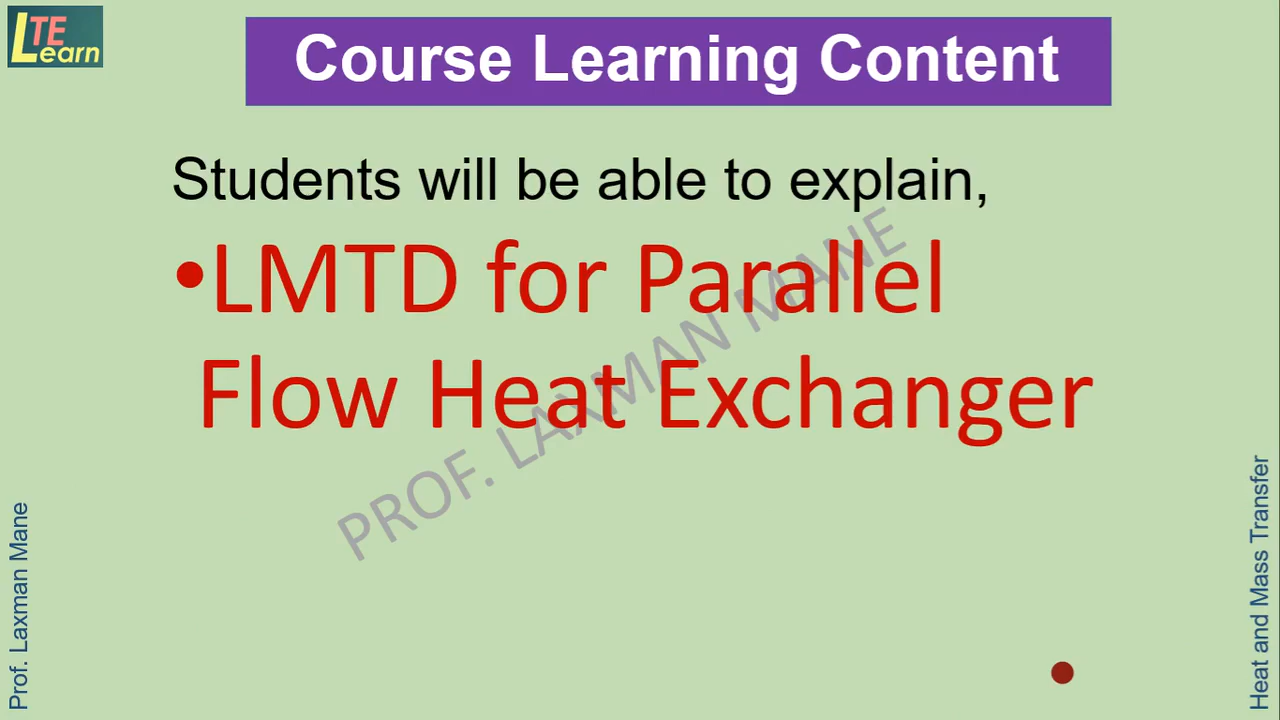 LTE Learn
Course Learning Content
Students will be able to explain,
•LMTD for Parallel
Flow Heat Exchanger
PROF. LAXMAN MANE
Prof. Laxman Mane
Heat and Mass Transfer